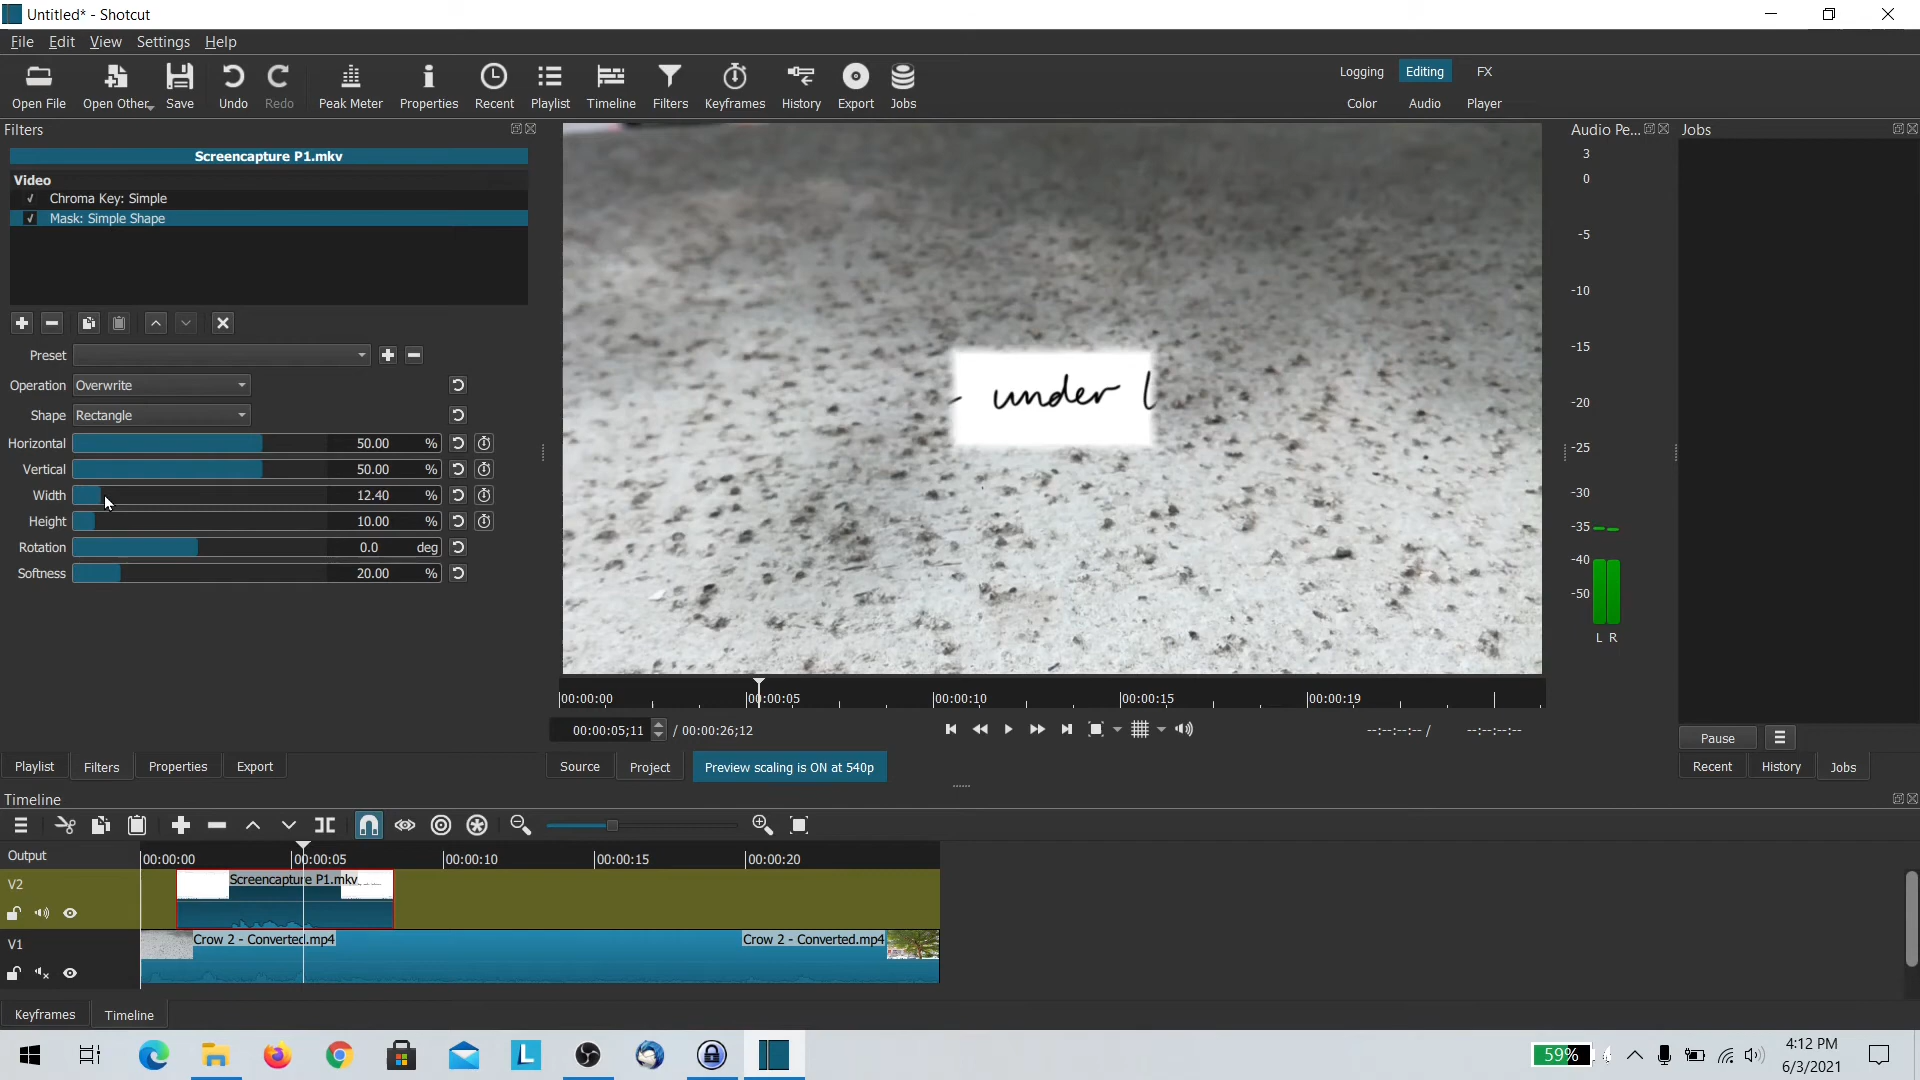 Untitled* - Shotcut
File Edit View Settings Help
Open File Open Other... Save Undo Redo Peak Meter Properties Recent Playlist Timeline Filters Keyframes History Export Jobs
Logging Editing FX
Color Audio Player
Filters
Screencapture P1.mkv
Video
✓ Chroma Key: Simple
✓ Mask: Simple Shape
Preset
Operation Overwrite
Shape Rectangle
Horizontal 50.00 %
Vertical 50.00 %
Width 12.40 %
Height 10.00 %
Rotation 0.0 deg
Softness 20.00 %
under l
Audio Pe... Jobs
3
0
-5
-10
-15
-20
-25
-30
-35
-40
-50
L R
00:00:00 00:00:05 00:00:10 00:00:15 00:00:19
00:00:05;11 / 00:00:26;12
--:--:--:-- / --:--:--:--
Pause
Playlist Filters Properties Export
Source Project Preview scaling is ON at 540p
Recent History Jobs
Timeline
Output
00:00:00 00:00:05 00:00:10 00:00:15 00:00:20
V2
Screencapture P1.mkv
V1
Crow 2 - Converted.mp4 Crow 2 - Converted.mp4
Keyframes Timeline
59%
4:12 PM
6/3/2021